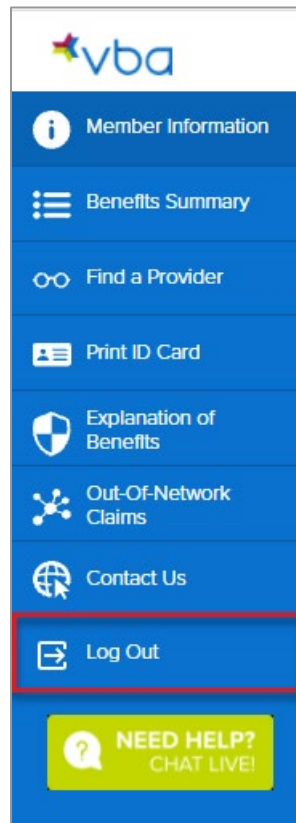 vba
Member Information
Benefits Summary
Find a Provider
Print ID Card
Explanation of
Benefits
Out-Of-Network
Claims
Contact Us
Log Out
NEED HELP?
CHAT LIVE!